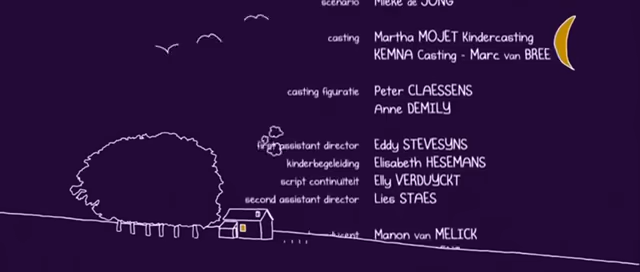 scenario Mieke de JONG
casting Martha MOJET Kindercasting
KEMNA Casting - Marc van BREE
casting figuratie Peter CLAESSENS
Anne DEMILY
first assistant director Eddy STEVESYNS
kinderbegeleiding Elisabeth HESEMANS
script continuïteit Elly VERDUYCKT
second assistant director Lies STAES
Manon van MELICK